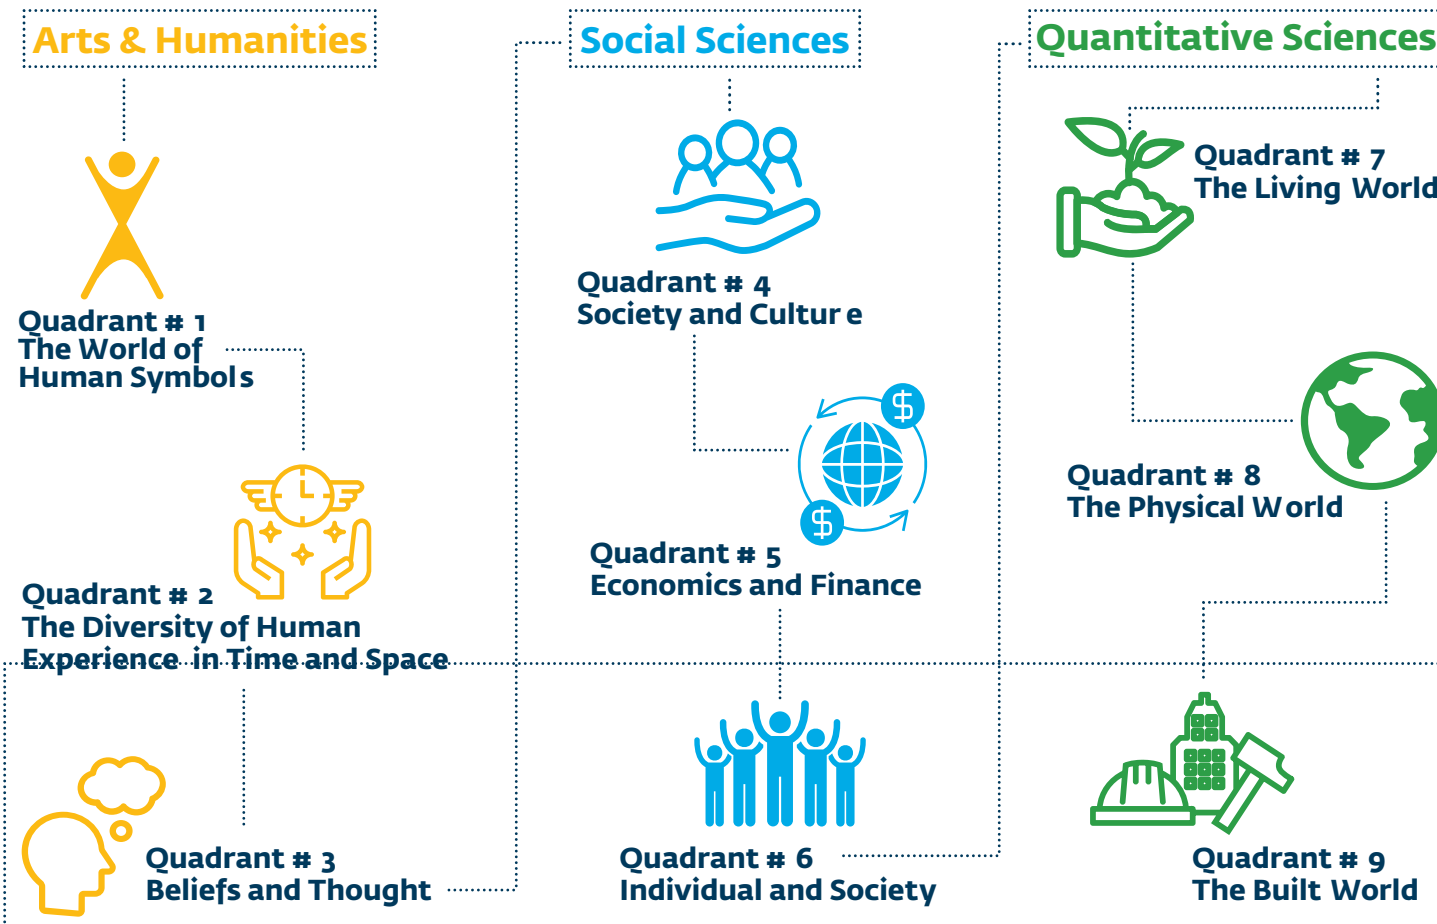 Arts & Humanities
Quadrant # 1
The World of
Human Symbols
Quadrant # 2
The Diversity of Human
Experience in Time and Space
Quadrant # 3
Beliefs and Thought
Social Sciences
Quadrant # 4
Society and Culture
$
$
Quadrant # 5
Economics and Finance
Quadrant # 6
Individual and Society
Quantitative Sciences
Quadrant # 7
The Living World
Quadrant # 8
The Physical World
Quadrant # 9
The Built World